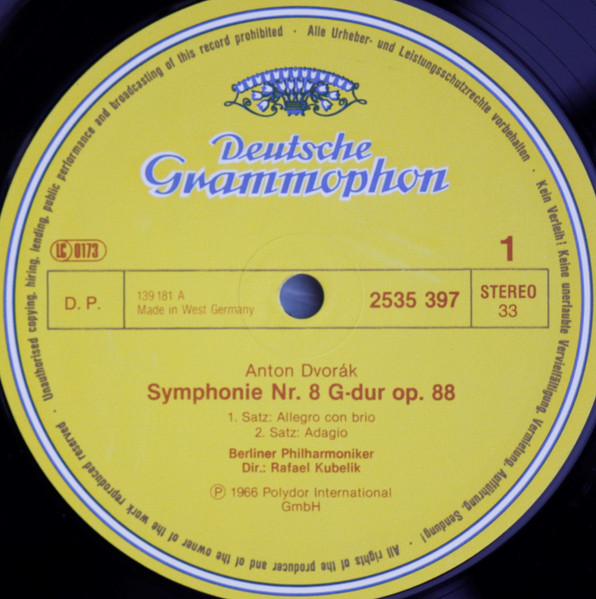 Unauthorised copying, hiring, lending, public performance and broadcasting of this record prohibited · Alle Urheber- und Leistungsschutzrechte vorbehalten · Kein Verleih! Keine unerlaubte Vervielfältigung, Vermietung, Aufführung, Sendung! · All rights of the producer and of the owner of the work reproduced reserved ·
Deutsche
Grammophon
LC 0173
1
D. P.
139 181 A
Made in West Germany
2535 397
STEREO
33
Anton Dvorák
Symphonie Nr. 8 G-dur op. 88
1. Satz: Allegro con brio
2. Satz: Adagio
Berliner Philharmoniker
Dir.: Rafael Kubelik
Ⓟ 1966 Polydor International
GmbH